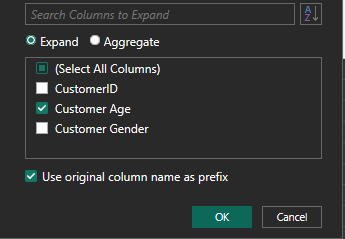 Search Columns to Expand
A
Z
Expand Aggregate
(Select All Columns)
CustomerID
Customer Age
Customer Gender
Use original column name as prefix
OK Cancel